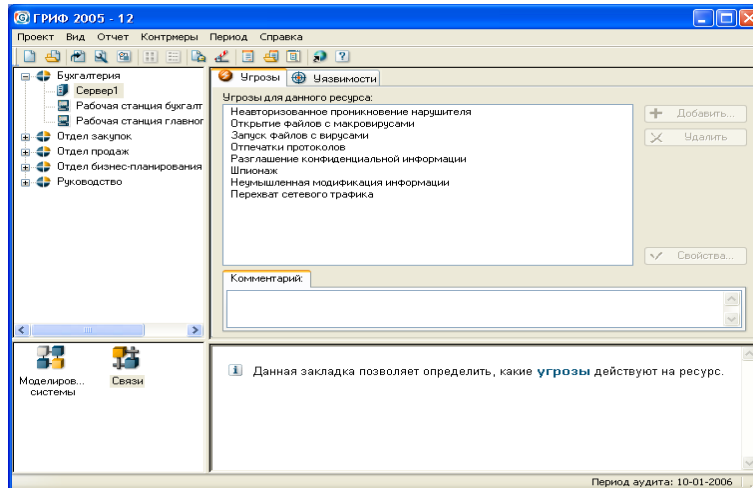 ГРИФ 2005 - 12
Проект Вид Отчет Контрмеры Период Справка
Бухгалтерия
Сервер1
Рабочая станция бухгалт
Рабочая станция главног
Отдел закупок
Отдел продаж
Отдел бизнес-планирования
Руководство
Угрозы Уязвимости
Угрозы для данного ресурса:
Неавторизованное проникновение нарушителя
Открытие файлов с макровирусами
Запуск файлов с вирусами
Отпечатки протоколов
Разглашение конфиденциальной информации
Шпионаж
Неумышленная модификация информации
Перехват сетевого трафика
Добавить...
Удалить
Свойства...
Комментарий:
Моделиров...
системы
Связи
Данная закладка позволяет определить, какие угрозы действуют на ресурс.
Период аудита: 10-01-2006